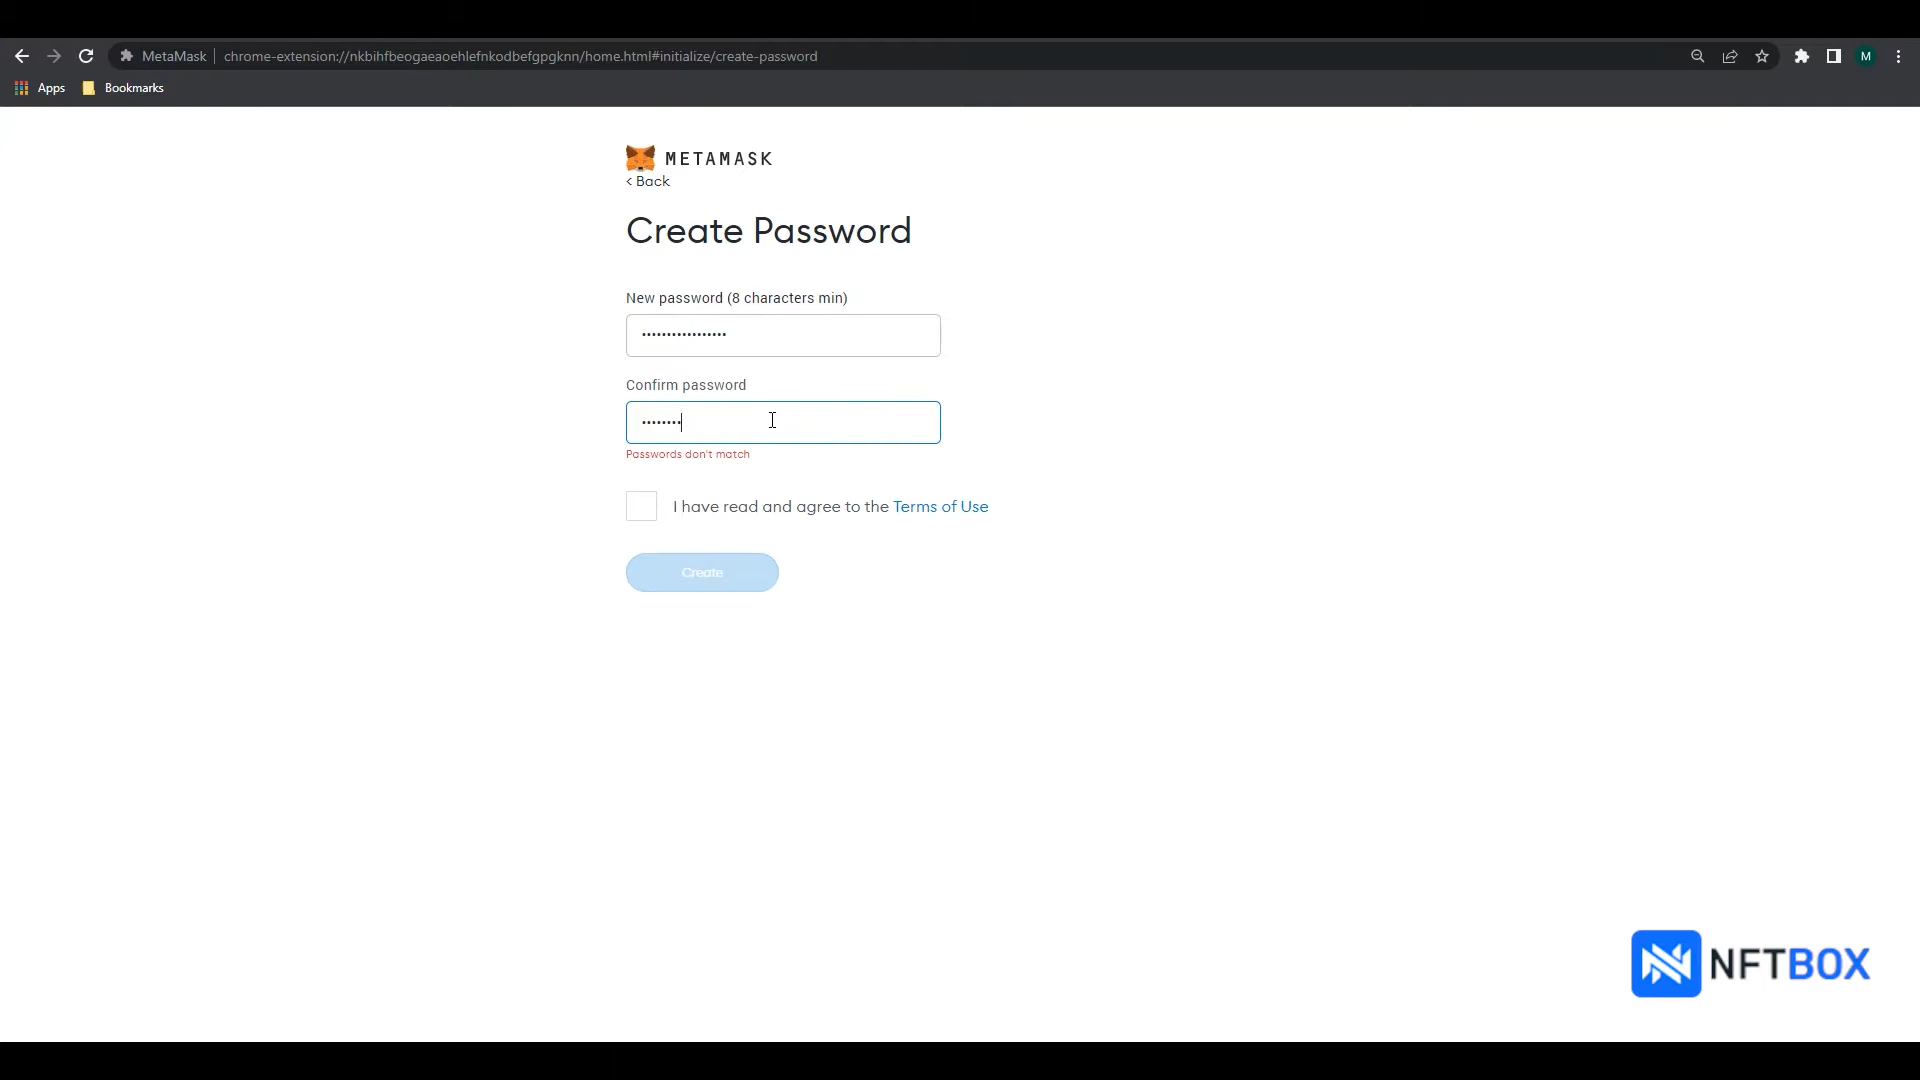 MetaMask chrome-extension://nkbihfbeogaeaoehlefnkodbefgpgknn/home.html#initialize/create-password M
Apps Bookmarks
METAMASK
< Back
Create Password
New password (8 characters min)
Confirm password
Passwords don't match
I have read and agree to the Terms of Use
Create
NFTBOX